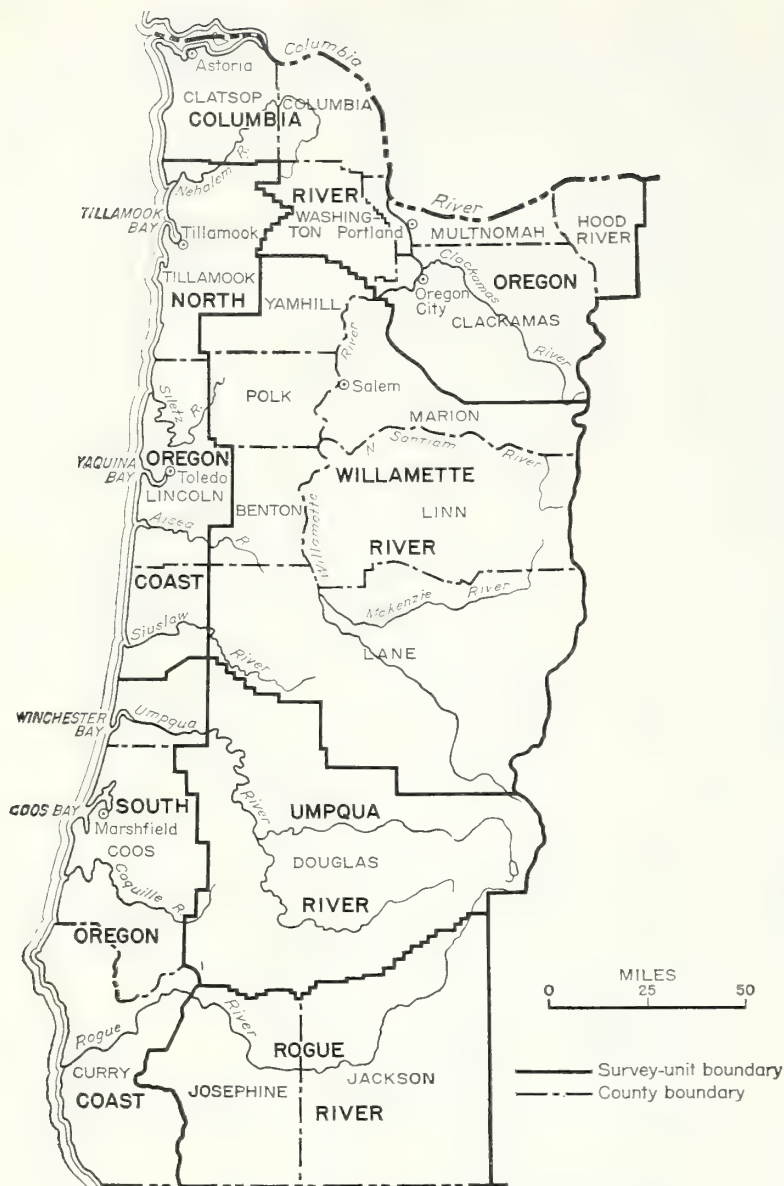 Columbia
Astoria
CLATSOP
COLUMBIA
COLUMBIA
Nehalem R.
RIVER
River
HOOD
RIVER
TILLAMOOK
BAY
WASHING-
TON
Portland
MULTNOMAH
Tillamook
Clackamas
TILLAMOOK
NORTH
Oregon
City
OREGON
YAMHILL
CLACKAMAS
River
River
POLK
Salem
MARION
Siletz
R.
N. Santiam
River
YAQUINA
BAY
OREGON
Toledo
LINCOLN
WILLAMETTE
BENTON
LINN
Willamette
Alsea R.
RIVER
COAST
McKenzie River
Siuslaw
River
LANE
WINCHESTER
BAY
Umpqua
River
COOS BAY
SOUTH
Marshfield
COOS
UMPQUA
DOUGLAS
Coquille R.
RIVER
OREGON
MILES
0 25 50
Rogue
River
ROGUE
CURRY
COAST
JOSEPHINE
JACKSON
RIVER
Survey-unit boundary
County boundary